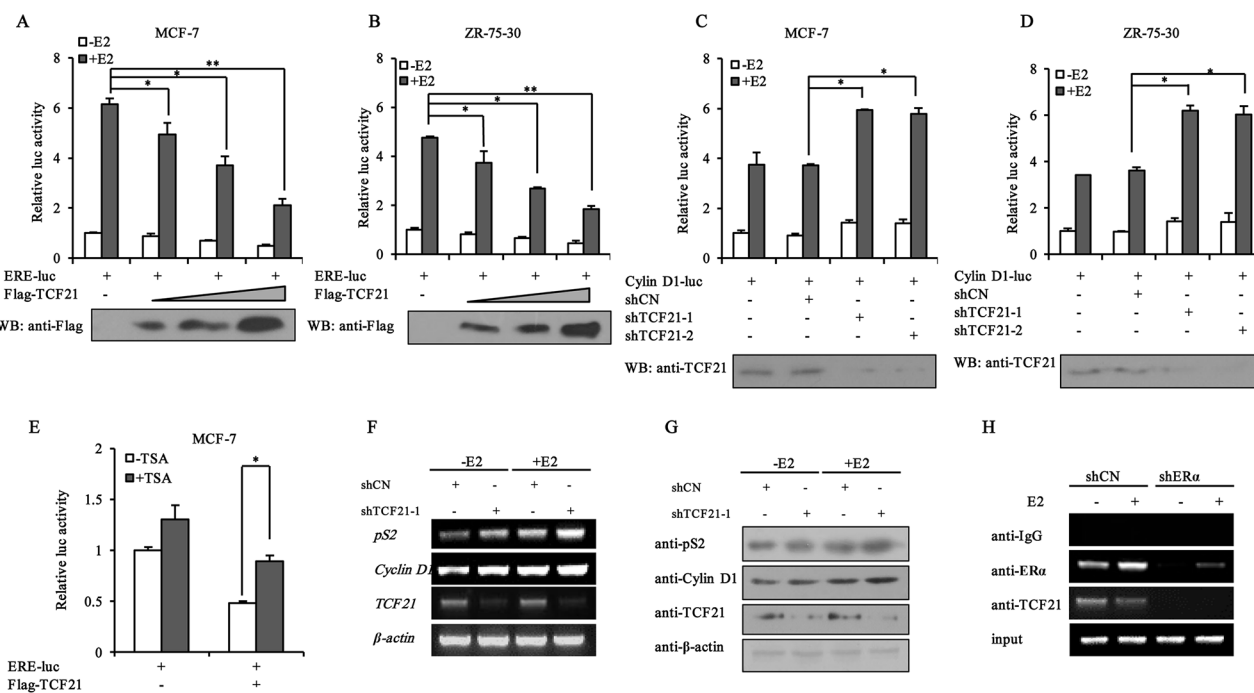 A
MCF-7
-E2
+E2
Relative luc activity
8
6
4
2
0
*
*
**
ERE-luc + + + +
Flag-TCF21 -
WB: anti-Flag
B
ZR-75-30
-E2
+E2
Relative luc activity
8
6
4
2
0
*
*
**
ERE-luc + + + +
Flag-TCF21 -
WB: anti-Flag
C
MCF-7
-E2
+E2
Relative luc activity
8
6
4
2
0
*
*
Cylin D1-luc + + + +
shCN - + - -
shTCF21-1 - - + -
shTCF21-2 - - - +
WB: anti-TCF21
D
ZR-75-30
-E2
+E2
Relative luc activity
8
6
4
2
0
*
*
Cylin D1-luc + + + +
shCN - + - -
shTCF21-1 - - + -
shTCF21-2 - - - +
WB: anti-TCF21
E
MCF-7
-TSA
+TSA
Relative luc activity
2
1.5
1
0.5
0
*
ERE-luc + +
Flag-TCF21 - +
F
-E2 +E2
shCN + - + -
shTCF21-1 - + - +
pS2
Cyclin D1
TCF21
β-actin
G
-E2 +E2
shCN + - + -
shTCF21-1 - + - +
anti-pS2
anti-Cylin D1
anti-TCF21
anti-β-actin
H
shCN shERα
E2 - + - +
anti-IgG
anti-ERα
anti-TCF21
input